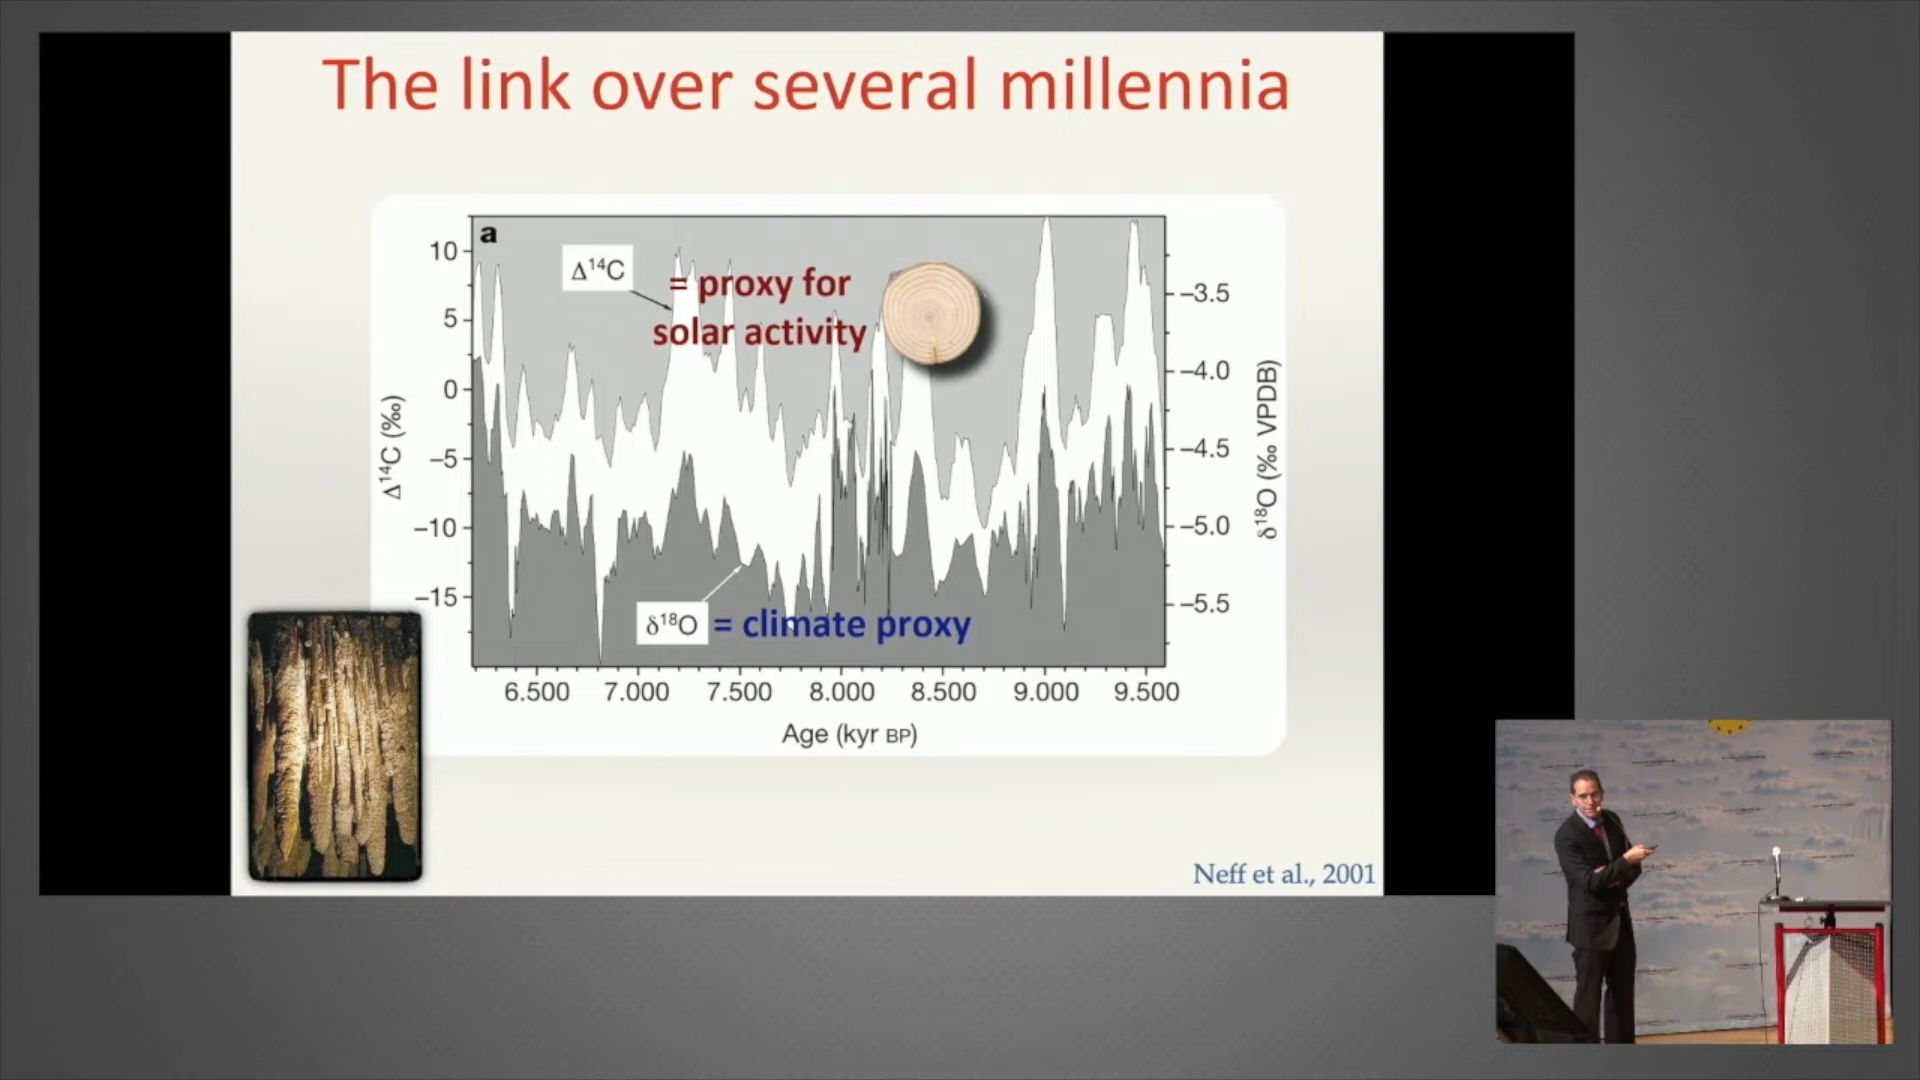 The link over several millennia
a
Δ¹⁴C
= proxy for
solar activity
10
5
0
−5
−10
−15
Δ¹⁴C (‰)
−3.5
−4.0
−4.5
−5.0
−5.5
δ¹⁸O (‰ VPDB)
δ¹⁸O = climate proxy
6.500 7.000 7.500 8.000 8.500 9.000 9.500
Age (kyr BP)
Neff et al., 2001